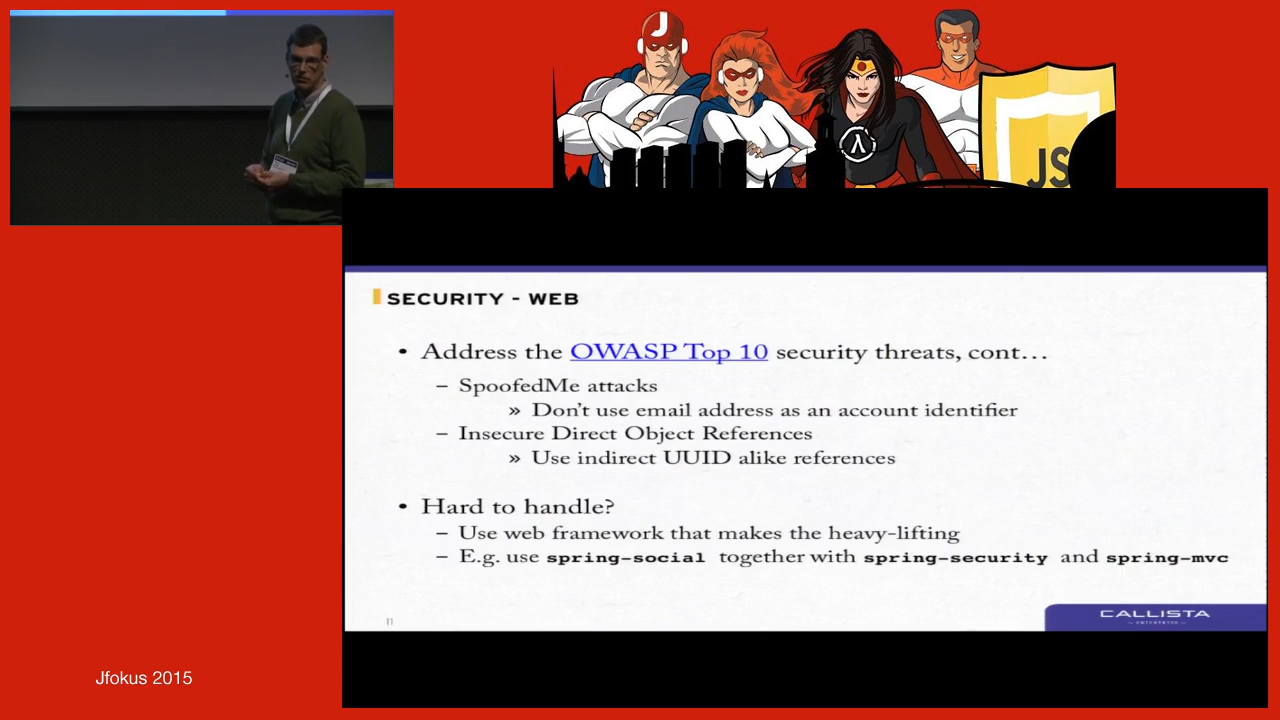 J
JS
SECURITY - WEB
• Address the OWASP Top 10 security threats, cont…
– SpoofedMe attacks
» Don't use email address as an account identifier
– Insecure Direct Object References
» Use indirect UUID alike references
• Hard to handle?
– Use web framework that makes the heavy-lifting
– E.g. use spring-social together with spring-security and spring-mvc
11
CALLISTA
— ENTERPRISE —
Jfokus 2015